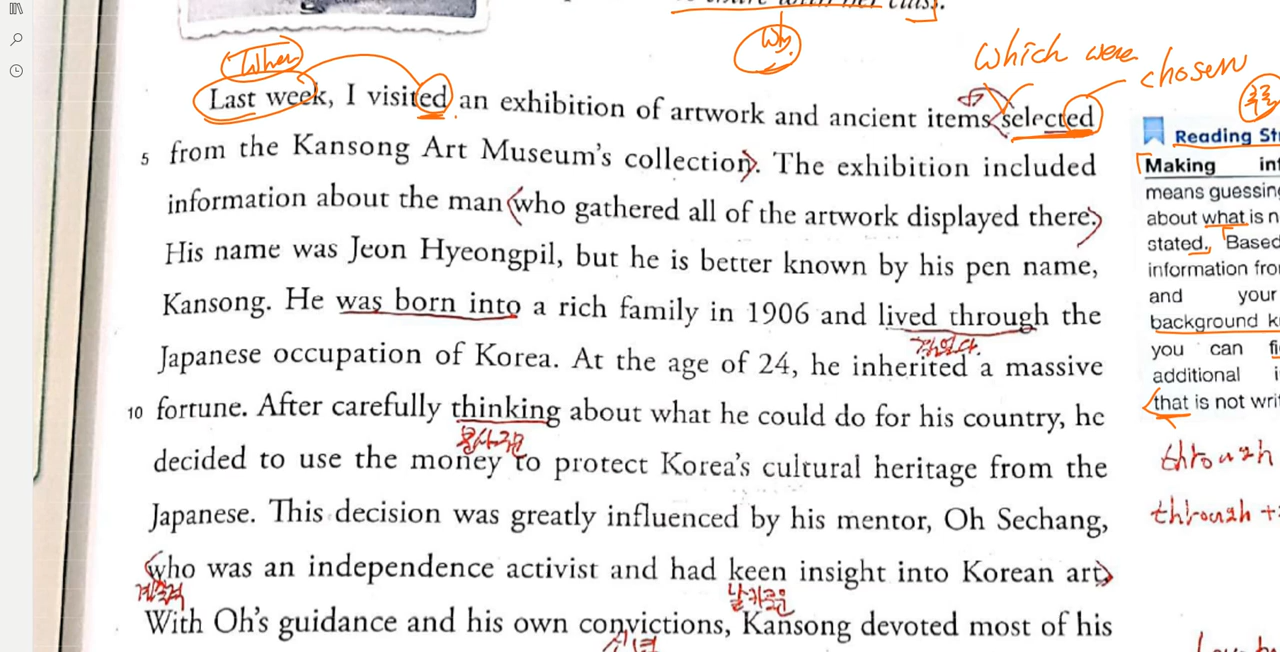 which were
chosen
Last week, I visited an exhibition of artwork and ancient items selected
5 from the Kansong Art Museum's collection. The exhibition included
information about the man who gathered all of the artwork displayed there.
His name was Jeon Hyeongpil, but he is better known by his pen name,
Kansong. He was born into a rich family in 1906 and lived through the
Japanese occupation of Korea. At the age of 24, he inherited a massive
10 fortune. After carefully thinking about what he could do for his country, he
decided to use the money to protect Korea's cultural heritage from the
Japanese. This decision was greatly influenced by his mentor, Oh Sechang,
who was an independence activist and had keen insight into Korean art.
계속적
날카로운
With Oh's guidance and his own convictions, Kansong devoted most of his
Reading
Making
means guessing
about what is
stated. Based
information
and your
background
you can
additional
that is not
through
through +